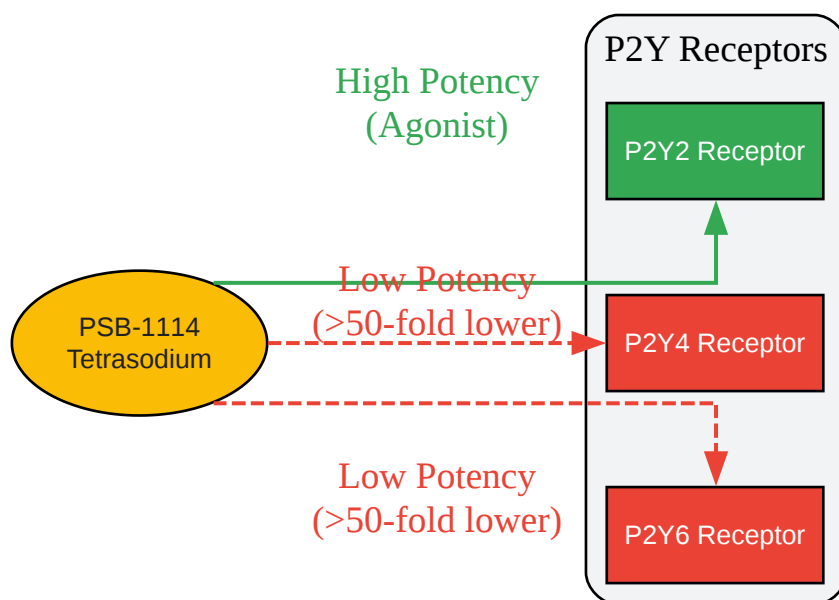 P2Y Receptors
High Potency
(Agonist)
P2Y2 Receptor
Low Potency
(>50-fold lower)
PSB-1114
Tetrasodium
P2Y4 Receptor
Low Potency
(>50-fold lower)
P2Y6 Receptor